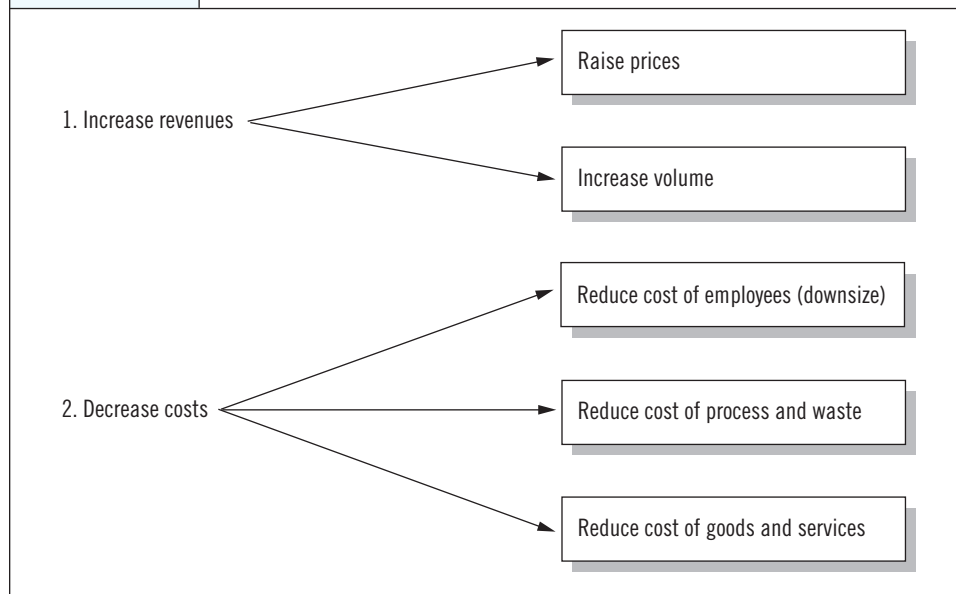 1. Increase revenues
Raise prices
Increase volume
2. Decrease costs
Reduce cost of employees (downsize)
Reduce cost of process and waste
Reduce cost of goods and services